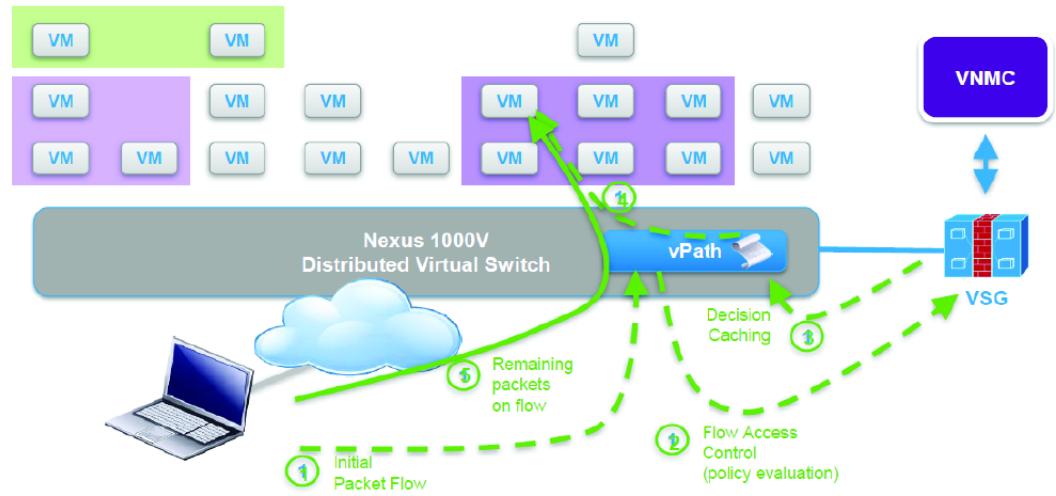 VM VM VM
VM VM VM VM VM VM VM
VM VM VM VM VM VM VM VM VM
VNMC
Nexus 1000V
Distributed Virtual Switch
vPath
VSG
4
Decision
Caching
3
5
Remaining
packets
on flow
2
Flow Access
Control
(policy evaluation)
1
Initial
Packet Flow